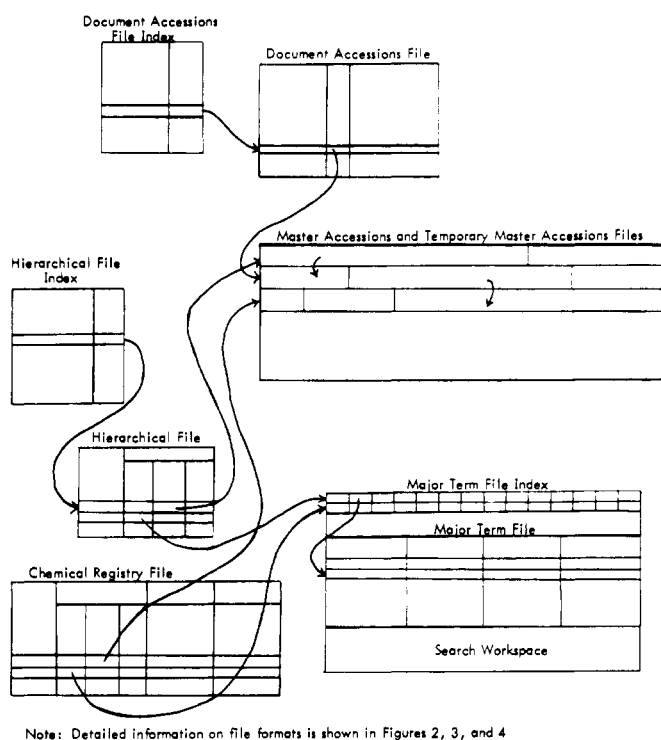 Document Accessions
File Index
Document Accessions File
Master Accessions and Temporary Master Accessions Files
Hierarchical File
Index
Hierarchical File
Major Term File Index
Major Term File
Chemical Registry File
Search Workspace
Note: Detailed information on file formats is shown in Figures 2, 3, and 4